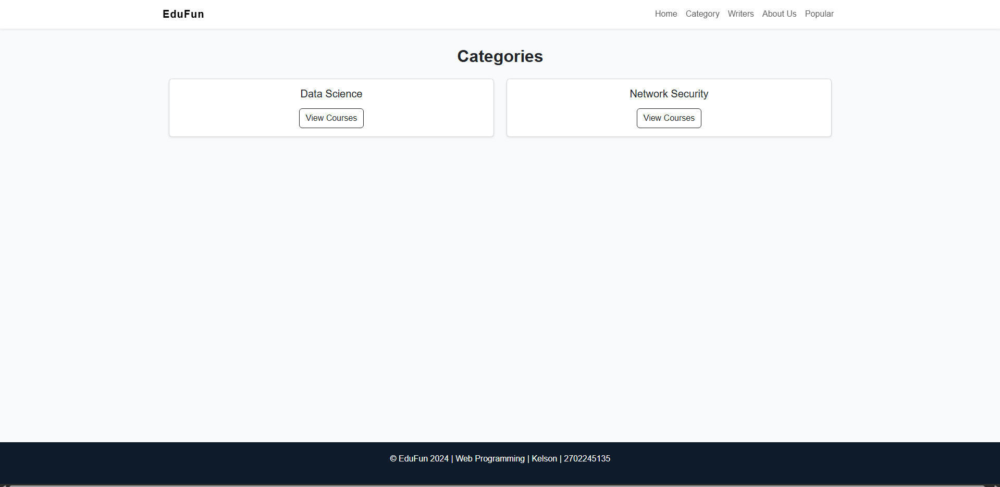 EduFun
Home Category Writers About Us Popular
Categories
Data Science
View Courses
Network Security
View Courses
© EduFun 2024 | Web Programming | Kelson | 2702245135